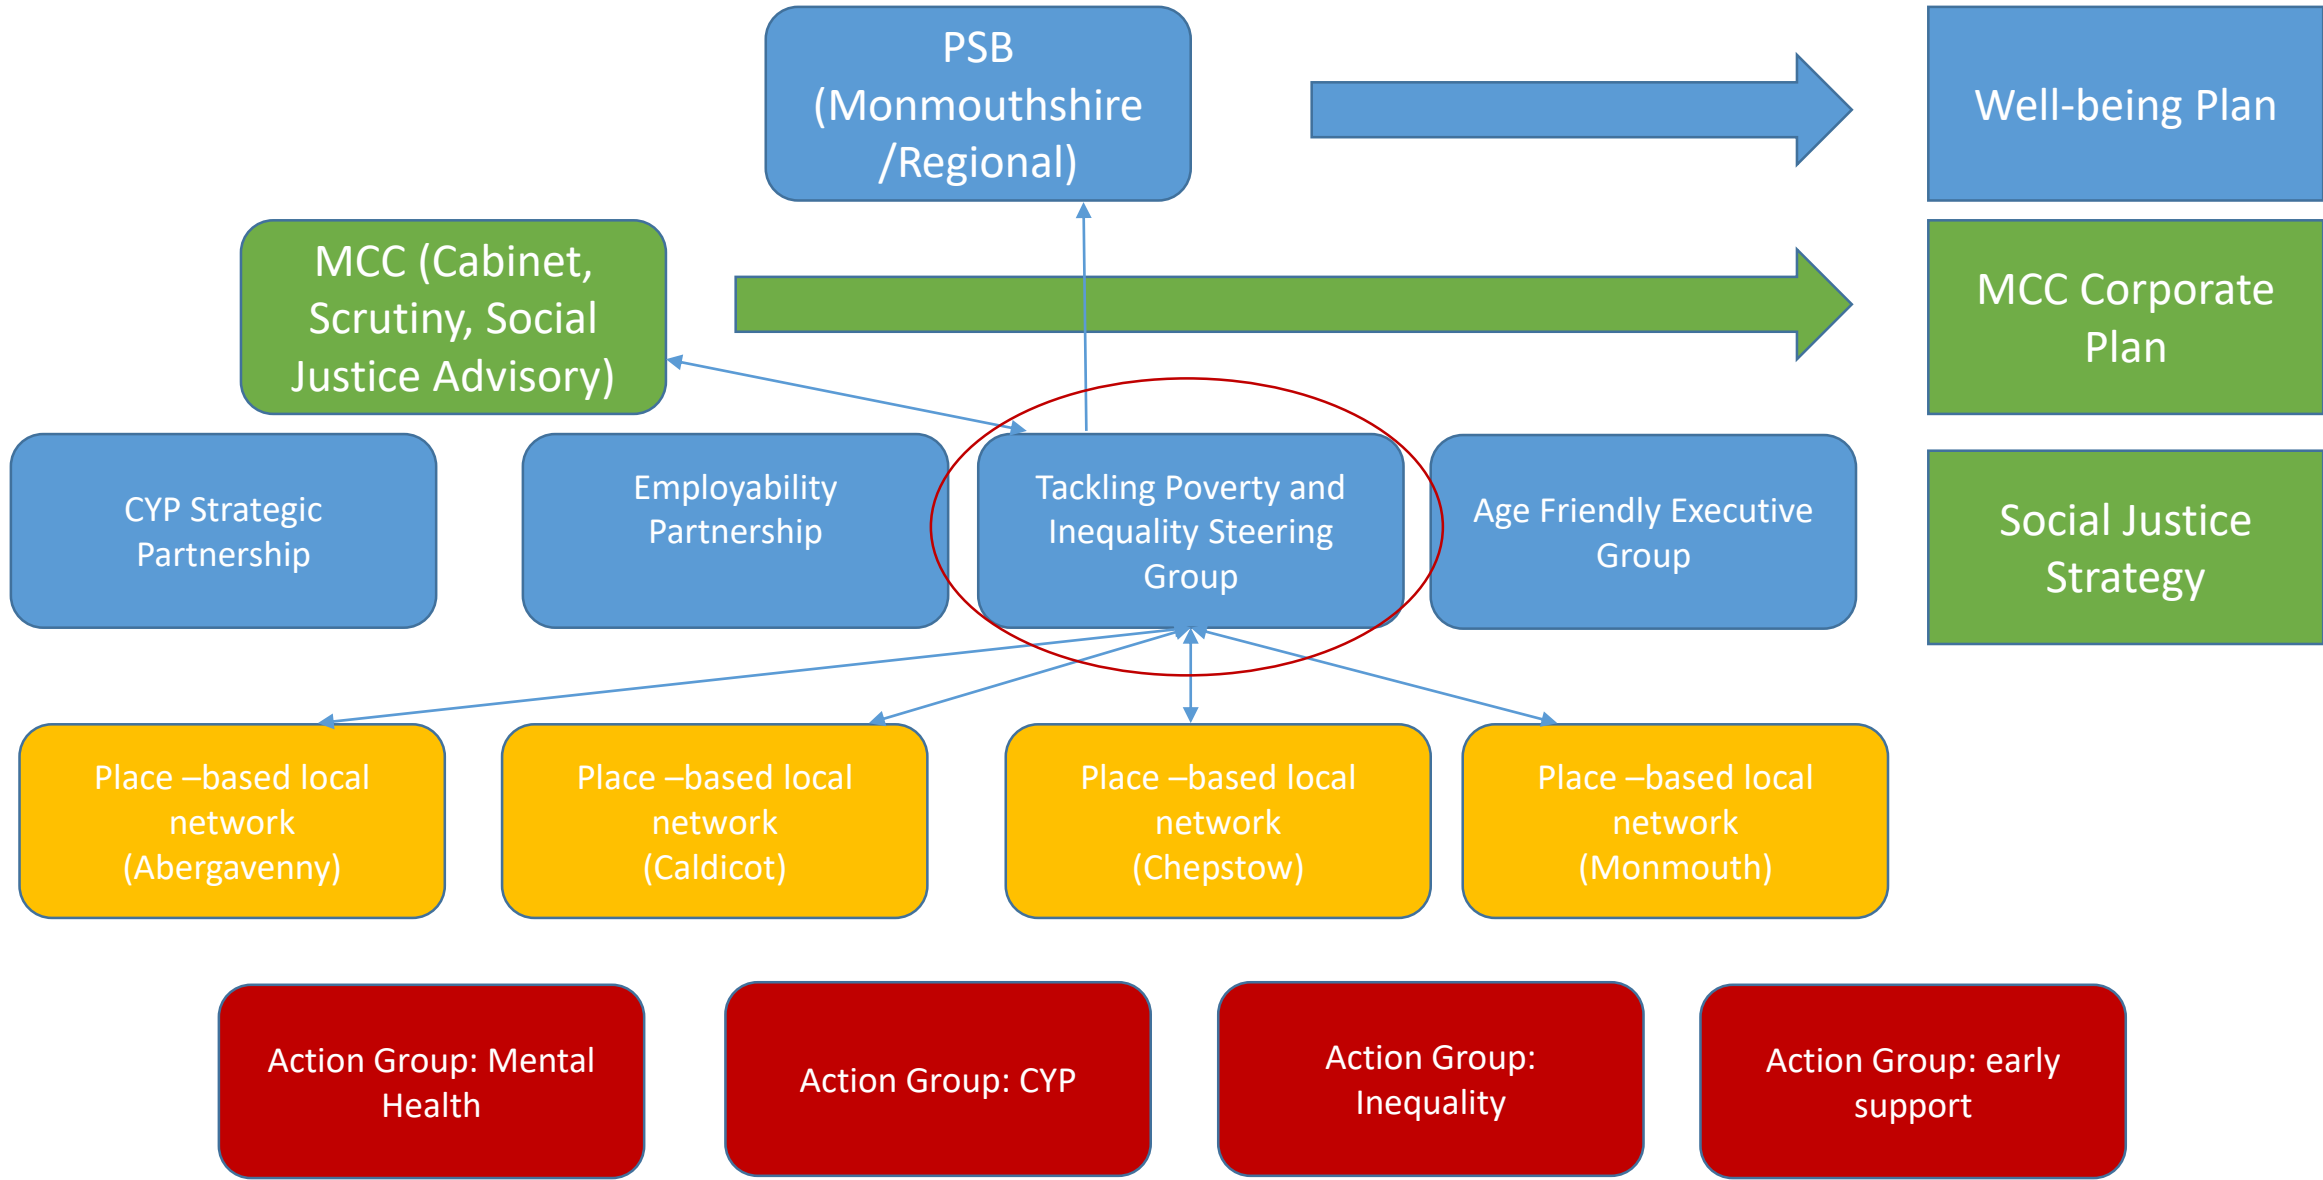 PSB
(Monmouthshire
/Regional)
Well-being Plan
MCC (Cabinet,
Scrutiny, Social
Justice Advisory)
MCC Corporate
Plan
CYP Strategic
Partnership
Employability
Partnership
Tackling Poverty and
Inequality Steering
Group
Age Friendly Executive
Group
Social Justice
Strategy
Place –based local
network
(Abergavenny)
Place –based local
network
(Caldicot)
Place –based local
network
(Chepstow)
Place –based local
network
(Monmouth)
Action Group: Mental
Health
Action Group: CYP
Action Group:
Inequality
Action Group: early
support